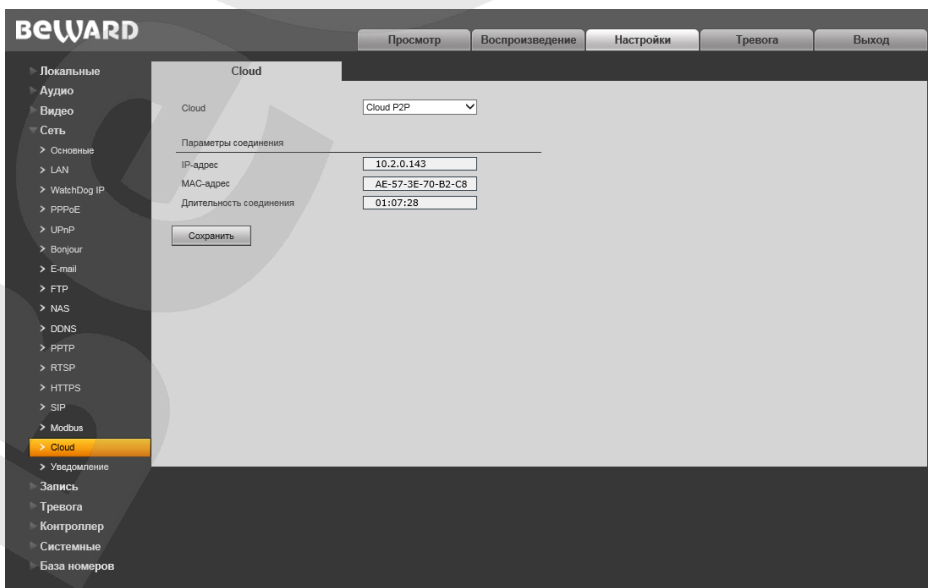 BEWARD
Просмотр Воспроизведение Настройки Тревога Выход
Локальные
Аудио
Видео
Сеть
Основные
LAN
WatchDog IP
PPPoE
UPnP
Bonjour
E-mail
FTP
NAS
DDNS
PPTP
RTSP
HTTPS
SIP
Modbus
Cloud
Уведомление
Запись
Тревога
Контроллер
Системные
База номеров
Cloud
Cloud Cloud P2P
Параметры соединения
IP-адрес 10.2.0.143
MAC-адрес AE-57-3E-70-B2-C8
Длительность соединения 01:07:28
Сохранить